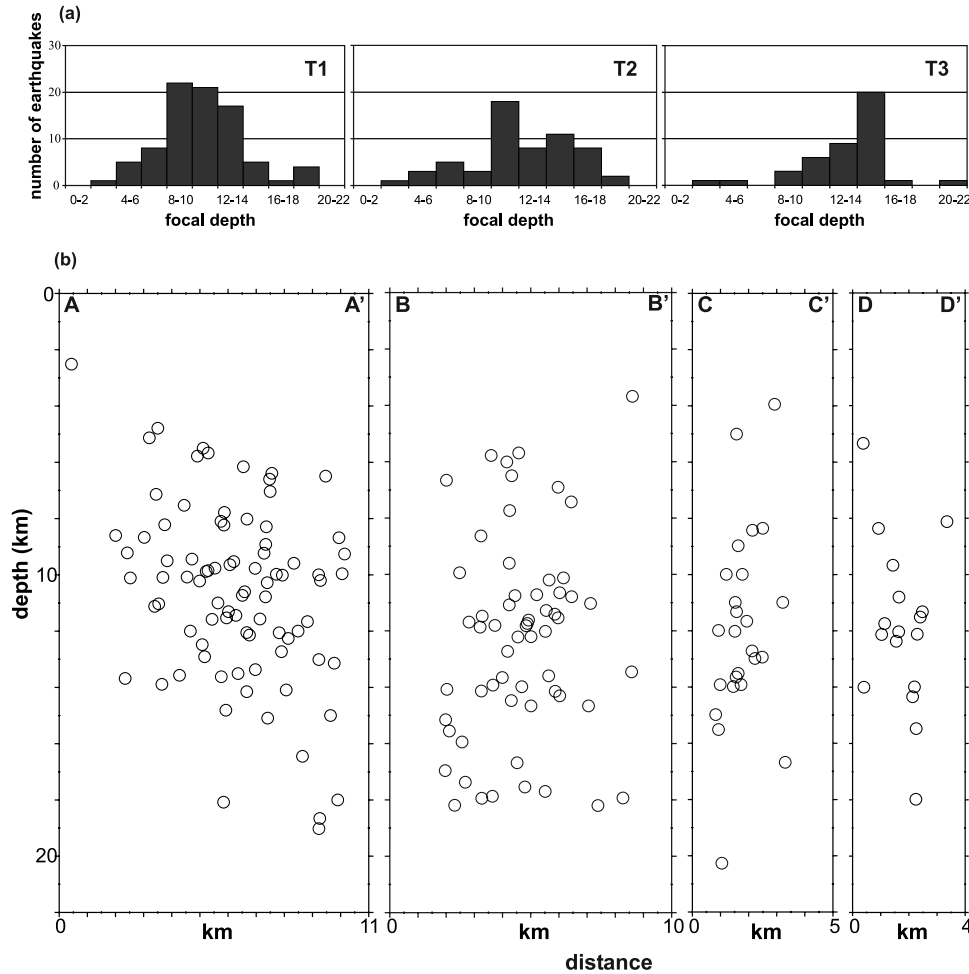 (a)
number of earthquakes
30
20
10
0
T1
T2
T3
0-2 4-6 8-10 12-14 16-18 20-22
0-2 4-6 8-10 12-14 16-18 20-22
0-2 4-6 8-10 12-14 16-18 20-22
focal depth
focal depth
focal depth
(b)
0
A A’
B B’
C C’
D D’
depth (km)
10
20
0 km 11
0 km 10
0 km 5
0 km 4
distance